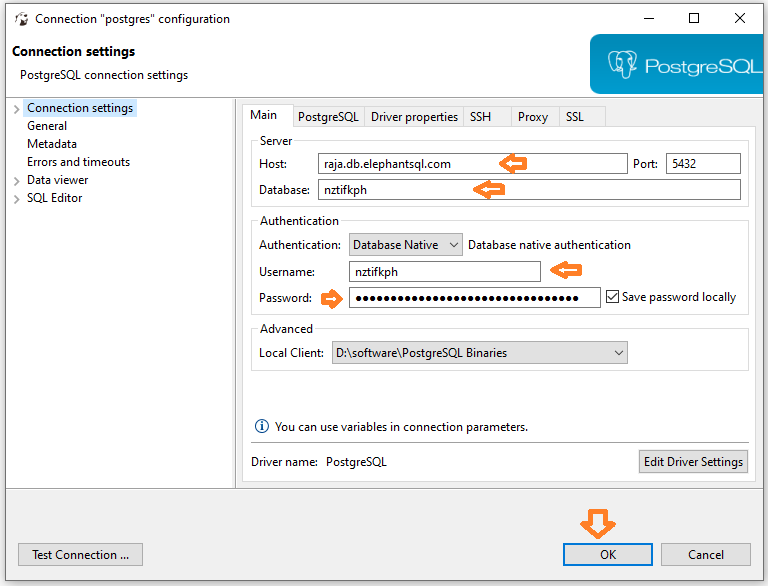 Connection "postgres" configuration
Connection settings
PostgreSQL connection settings
PostgreSQL
Connection settings
General
Metadata
Errors and timeouts
Data viewer
SQL Editor
Main PostgreSQL Driver properties SSH Proxy SSL
Server
Host: raja.db.elephantsql.com Port: 5432
Database: nztifkph
Authentication
Authentication: Database Native Database native authentication
Username: nztifkph
Password: ●●●●●●●●●●●●●●●●●●●●●●●●●●●●●●●● Save password locally
Advanced
Local Client: D:\software\PostgreSQL Binaries
You can use variables in connection parameters.
Driver name: PostgreSQL Edit Driver Settings
Test Connection ... OK Cancel